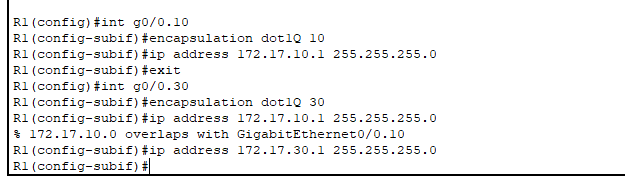 R1(config)#int g0/0.10
R1(config-subif)#encapsulation dot1Q 10
R1(config-subif)#ip address 172.17.10.1 255.255.255.0
R1(config-subif)#exit
R1(config)#int g0/0.30
R1(config-subif)#encapsulation dot1Q 30
R1(config-subif)#ip address 172.17.10.1 255.255.255.0
% 172.17.10.0 overlaps with GigabitEthernet0/0.10
R1(config-subif)#ip address 172.17.30.1 255.255.255.0
R1(config-subif)#